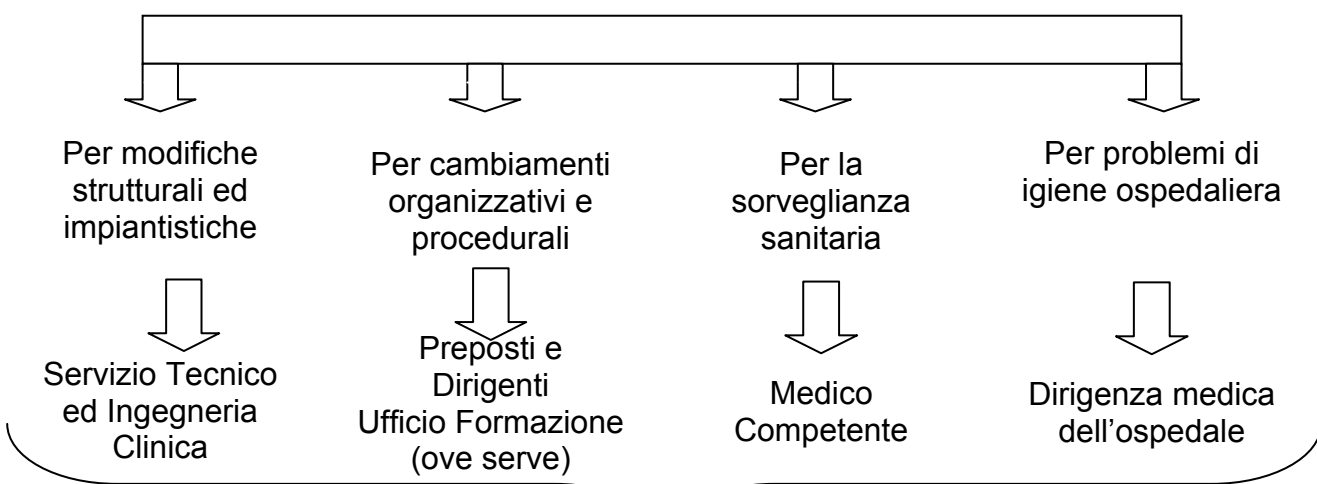 Per modifiche
strutturali ed
impiantistiche
Per cambiamenti
organizzativi e
procedurali
Per la
sorveglianza
sanitaria
Per problemi di
igiene ospedaliera
Servizio Tecnico
ed Ingegneria
Clinica
Preposti e
Dirigenti
Ufficio Formazione
(ove serve)
Medico
Competente
Dirigenza medica
dell’ospedale